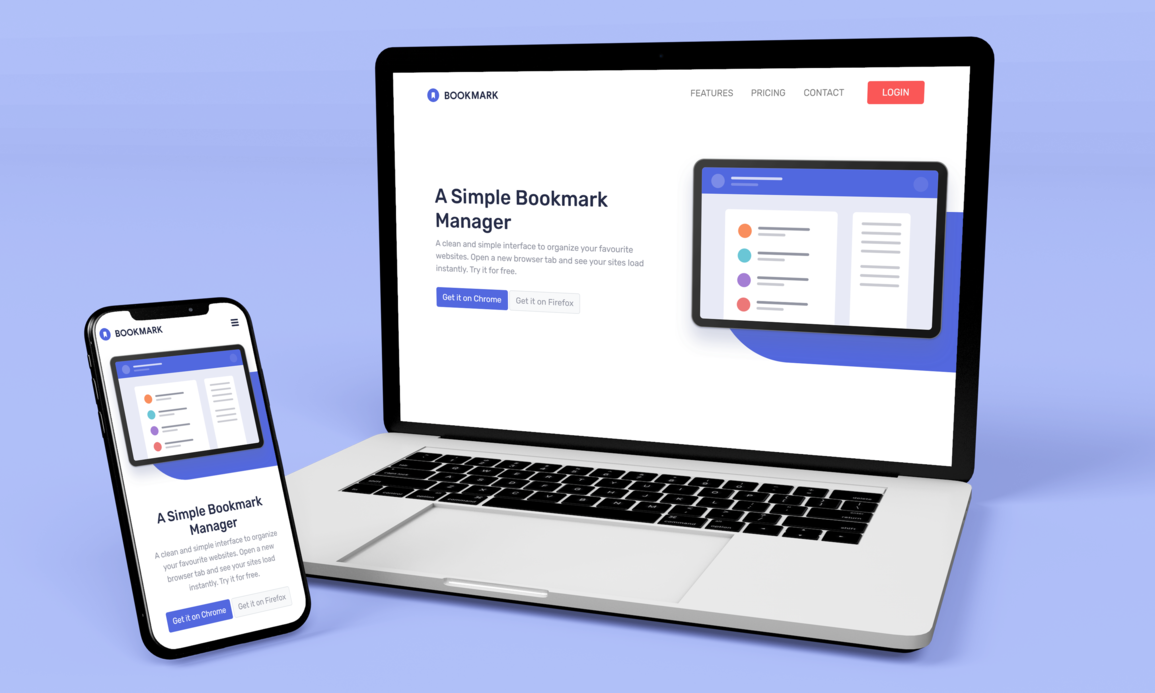 BOOKMARK
FEATURES PRICING CONTACT LOGIN
A Simple Bookmark
Manager
A clean and simple interface to organize your favourite
websites. Open a new browser tab and see your sites load
instantly. Try it for free.
Get it on Chrome Get it on Firefox
BOOKMARK
A Simple Bookmark
Manager
A clean and simple interface to organize
your favourite websites. Open a new
browser tab and see your sites load
instantly. Try it for free.
Get it on Chrome Get it on Firefox